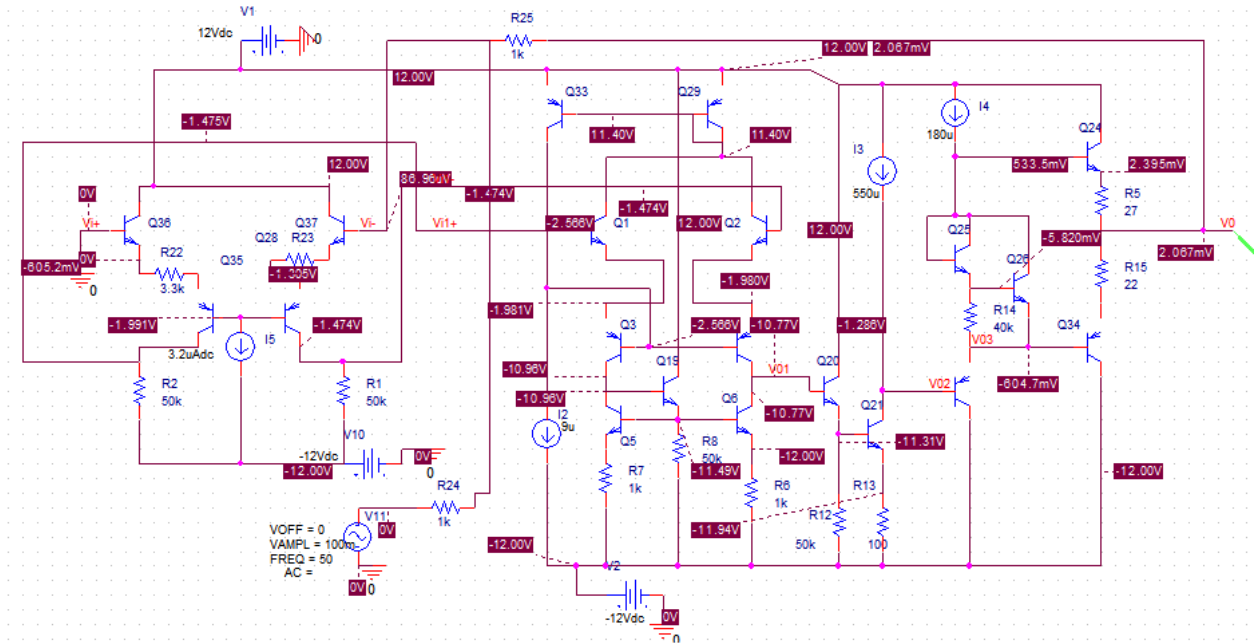 V1
12Vdc
0
R25
1k
12.00V
2.067mV
12.00V
Q33
Q29
I4
180u
-1.475V
11.40V
11.40V
Q24
I3
550u
533.5mV
2.395mV
0V
12.00V
86.96uV
-1.474V
-1.474V
R5
27
Vi+
Q36
Q37
Vi-
Vi1+
-2.566V
Q1
12.00V
Q2
12.00V
Q25
-5.820mV
V0
2.067mV
Q28
R23
0V
-605.2mV
R22
Q35
-1.305V
Q26
R15
22
0
3.3k
-1.980V
-1.981V
-1.991V
-1.474V
Q3
-2.566V
-10.77V
-1.286V
R14
40k
Q34
I5
3.2uAdc
V03
V01
Q20
-604.7mV
R2
50k
R1
50k
-10.96V
Q19
-10.96V
Q6
-10.77V
Q21
V02
I2
9u
Q5
R8
50k
-11.31V
V10
-12Vdc
0V
-12.00V
0
R7
1k
-11.49V
-12.00V
-12.00V
R24
1k
R6
1k
R13
100
V11
0V
VOFF = 0
VAMPL = 100m
FREQ = 50
AC =
-11.94V
R12
50k
-12.00V
0V
0
V2
-12Vdc
0V
0